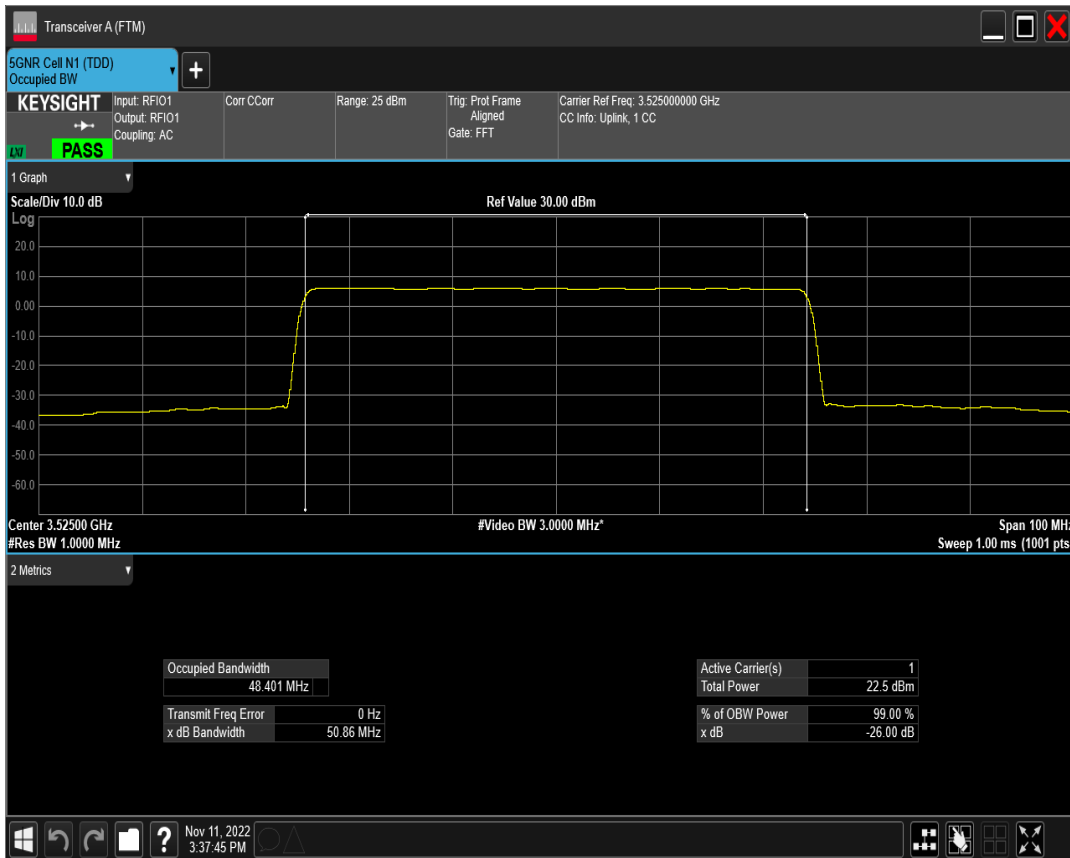 Transceiver A (FTM)
5GNR Cell N1 (TDD)
Occupied BW
+
KEYSIGHT
LXI
PASS
Input: RFIO1
Output: RFIO1
Coupling: AC
Corr CCorr
Range: 25 dBm
Trig: Prot Frame
Aligned
Gate: FFT
Carrier Ref Freq: 3.525000000 GHz
CC Info: Uplink, 1 CC
1 Graph
Scale/Div 10.0 dB
Ref Value 30.00 dBm
Log
20.0
10.0
0.00
-10.0
-20.0
-30.0
-40.0
-50.0
-60.0
Center 3.52500 GHz
#Video BW 3.0000 MHz*
Span 100 MHz
#Res BW 1.0000 MHz
Sweep 1.00 ms (1001 pts
2 Metrics
Occupied Bandwidth
48.401 MHz
Transmit Freq Error 0 Hz
x dB Bandwidth 50.86 MHz
Active Carrier(s) 1
Total Power 22.5 dBm
% of OBW Power 99.00 %
x dB -26.00 dB
?
Nov 11, 2022
3:37:45 PM